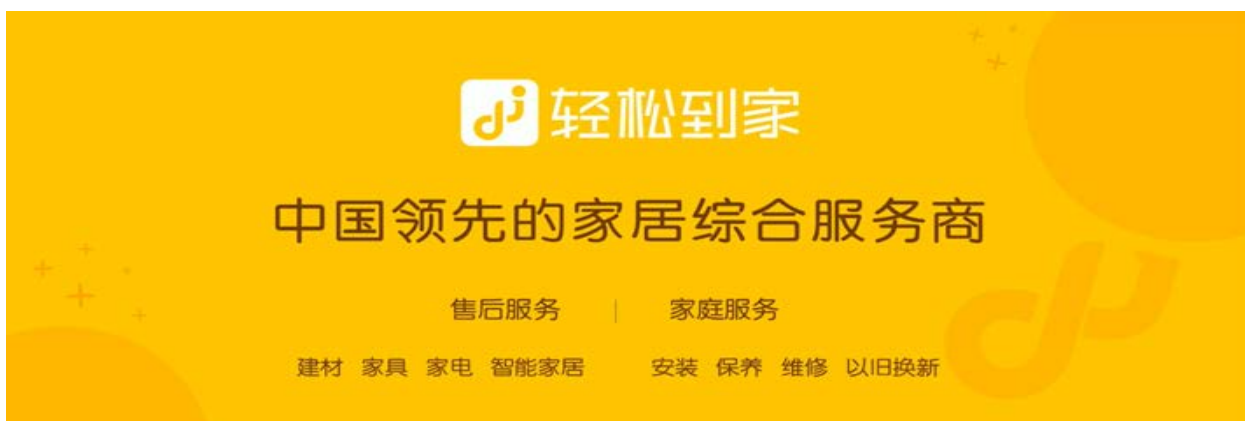 轻松到家
中国领先的家居综合服务商
售后服务 | 家庭服务
建材 家具 家电 智能家居 安装 保养 维修 以旧换新